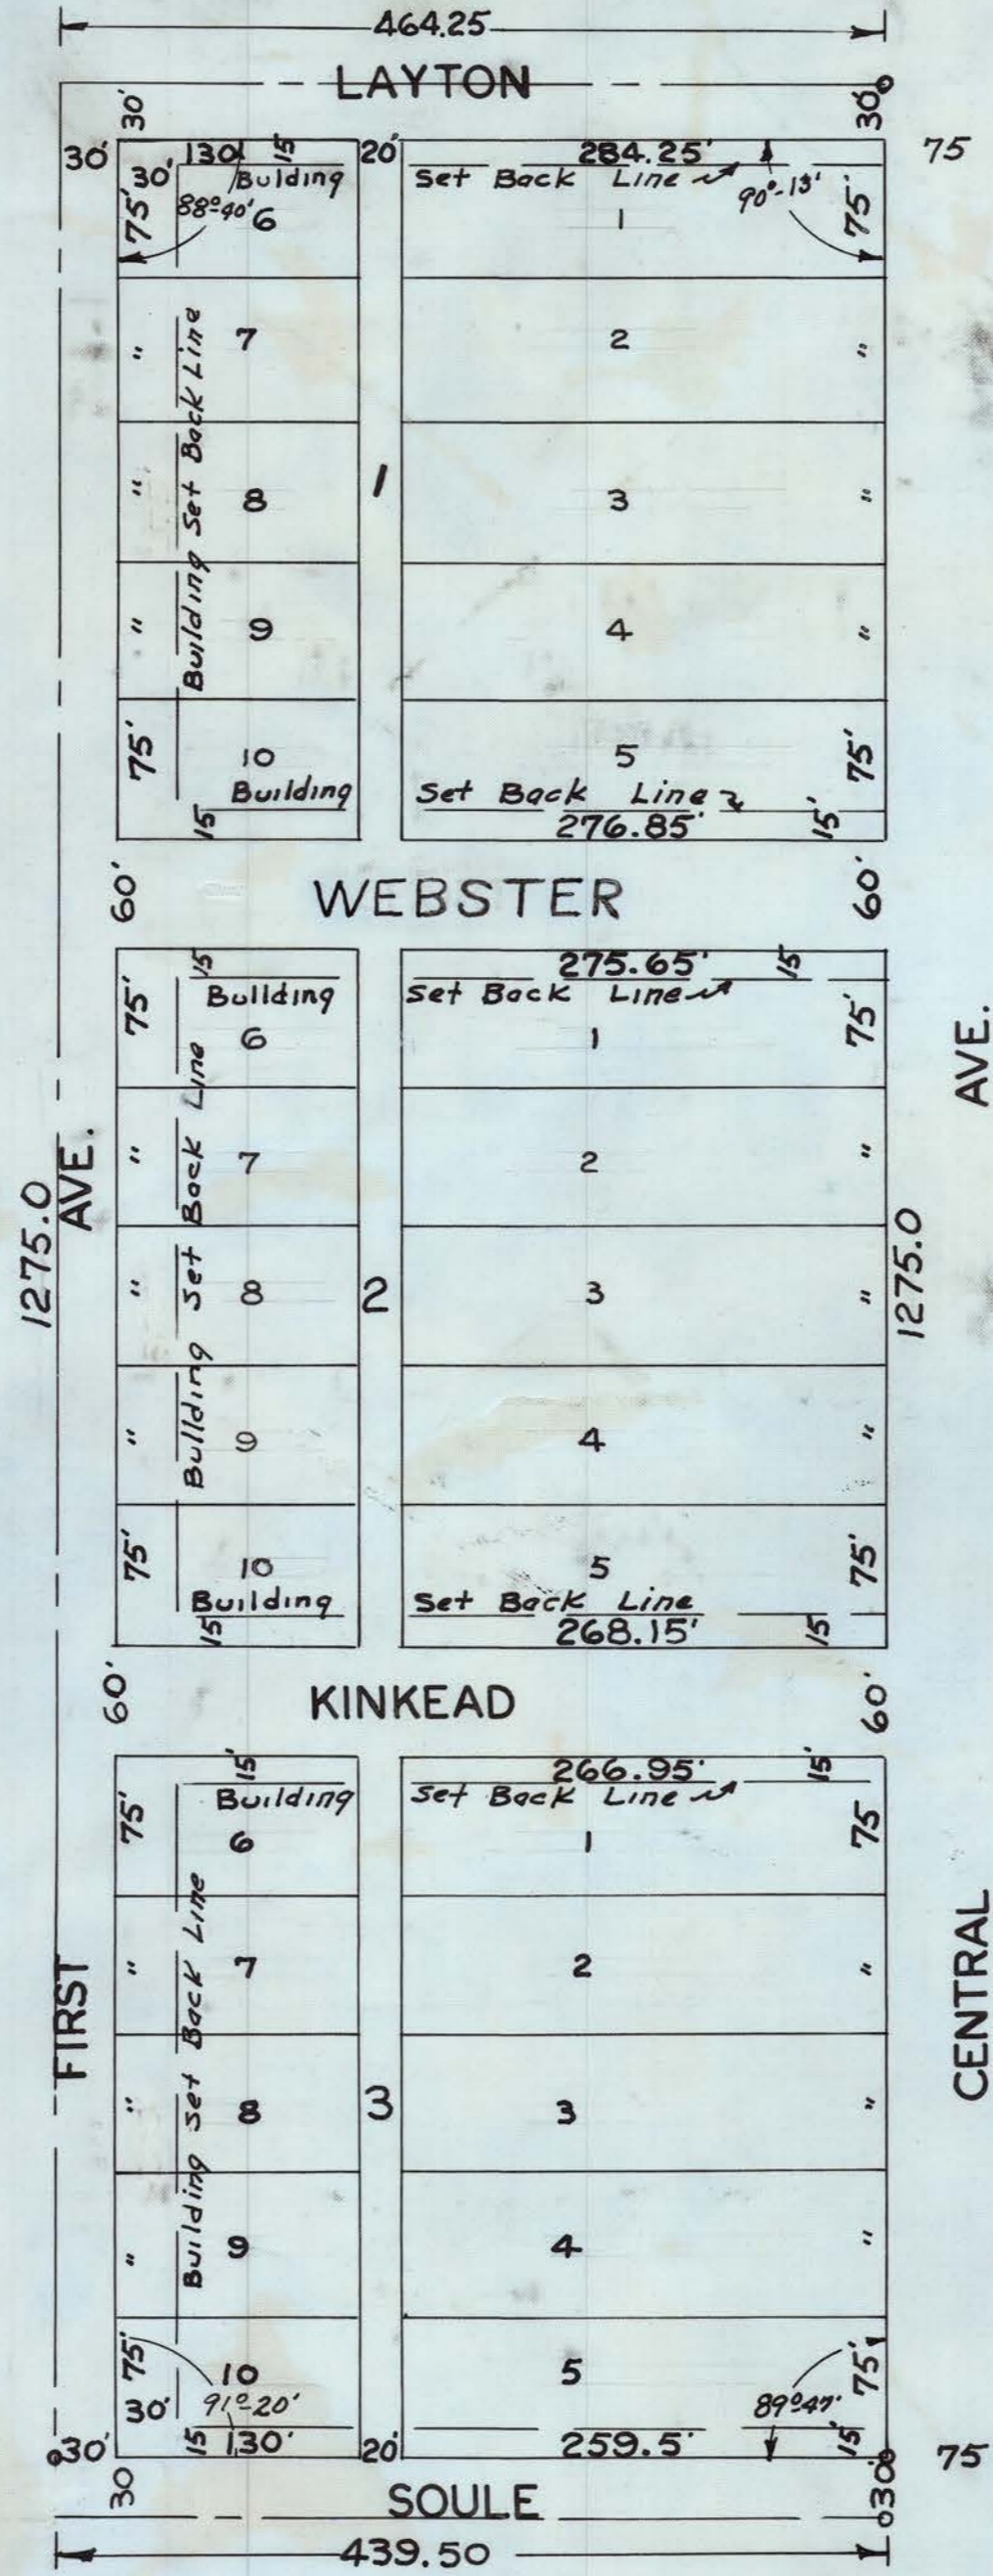 464.25
LAYTON
30' 30'
30' 130' 15' 20' 284.25' 75
30' Bulding Set Back Line 90°-13'
75' 88°40' 6 1 75'
" 7 2 "
Building Set Back Line
" 8 1 3 "
" 9 4 "
75' 10 5 75'
Building Set Back Line
15' 276.85' 15'
60' WEBSTER 60'
15 275.65' 15'
75' Building Set Back Line 75'
6 1
AVE.
" 7 2 "
Building Set Back Line
1275.0 AVE.
" 8 2 3 " 1275.0
" 9 4 "
75' 10 5 75'
Building Set Back Line
15' 268.15' 15'
60' KINKEAD 60'
15' 266.95' 15'
75' Building Set Back Line 75
6 1
" 7 2 "
Building Set Back Line
FIRST CENTRAL
" 8 3 3 "
" 9 4 "
75' 10 5 75'
30' 91°-20' 89°47'
30' 15 130' 20' 259.5' 15' 75
30 SOULE 30
439.50